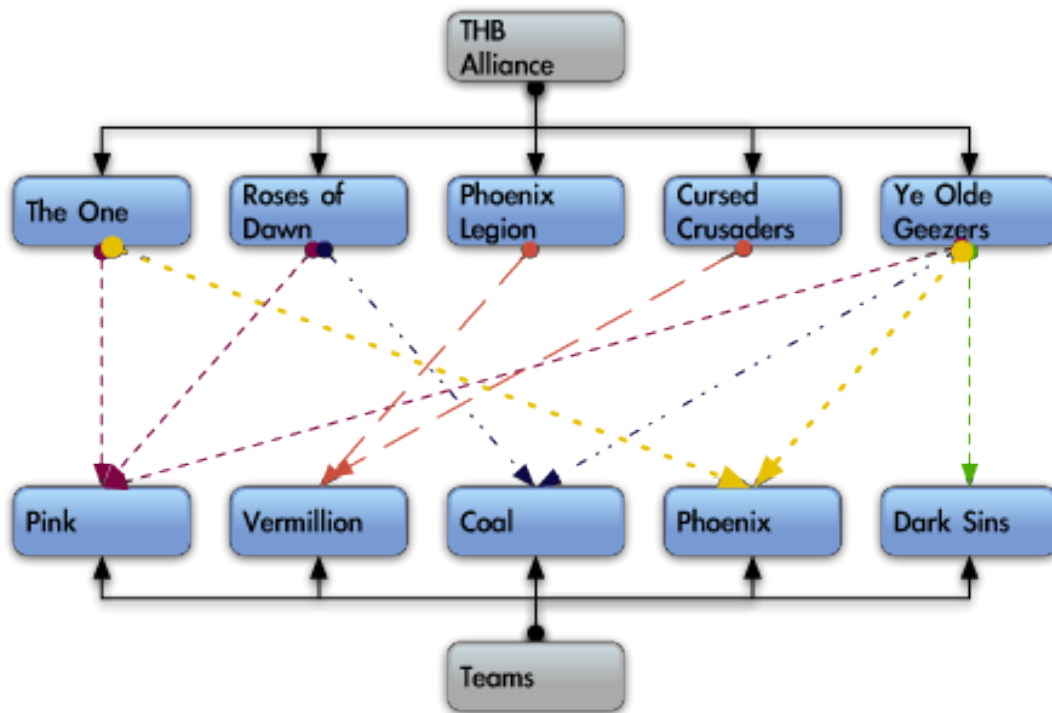 THB
Alliance
The One
Roses of
Dawn
Phoenix
Legion
Cursed
Crusaders
Ye Olde
Geezers
Pink
Vermillion
Coal
Phoenix
Dark Sins
Teams